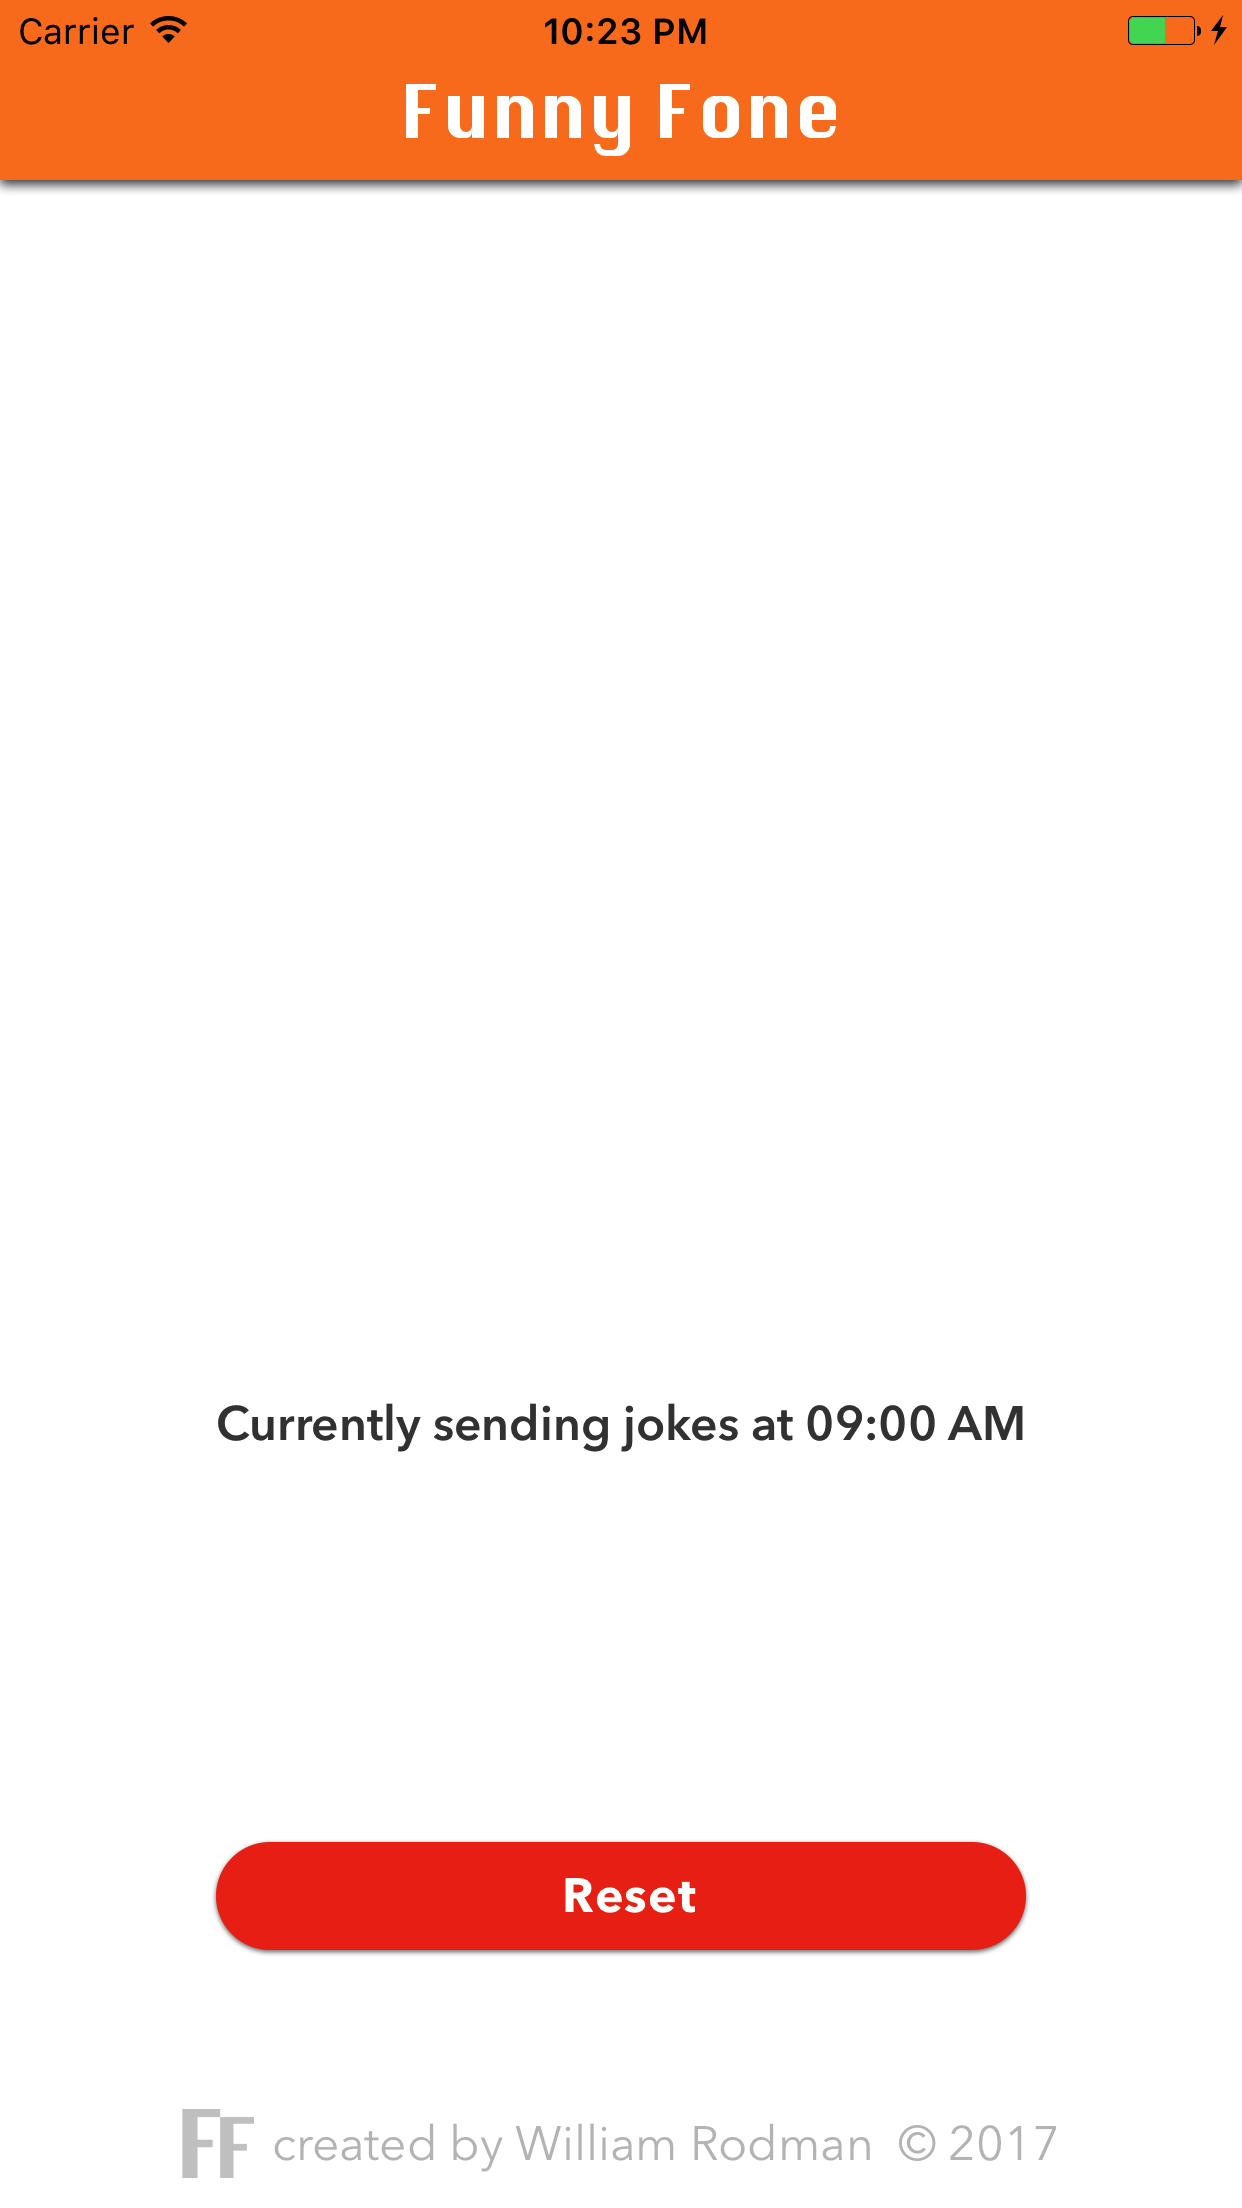 Carrier 10:23 PM
Funny Fone
Currently sending jokes at 09:00 AM
Reset
FF created by William Rodman © 2017